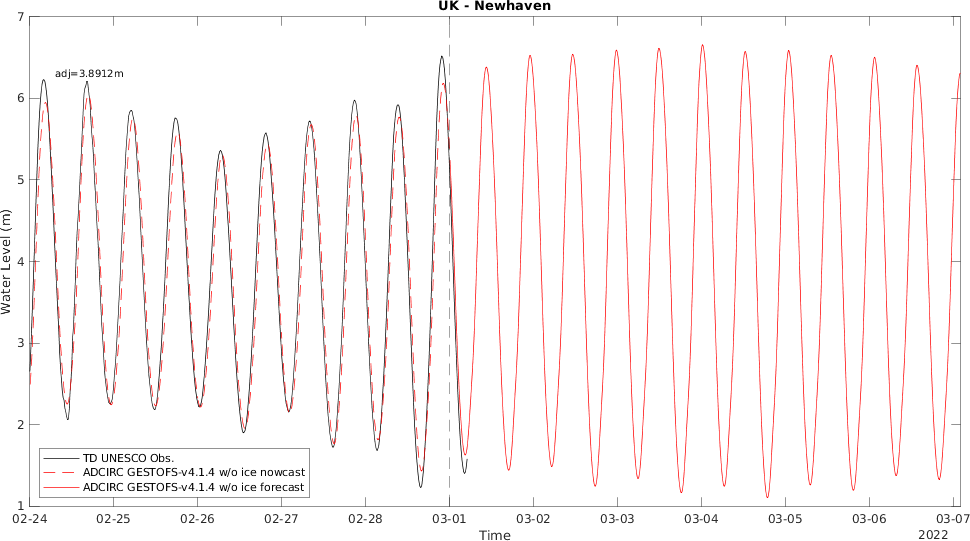 UK - Newhaven
7
adj=3.8912m
6
5
4
3
2
1
Water Level (m)
TD UNESCO Obs.
ADCIRC GESTOFS-v4.1.4 w/o ice nowcast
ADCIRC GESTOFS-v4.1.4 w/o ice forecast
02-24 02-25 02-26 02-27 02-28 03-01 03-02 03-03 03-04 03-05 03-06 03-07
Time
2022